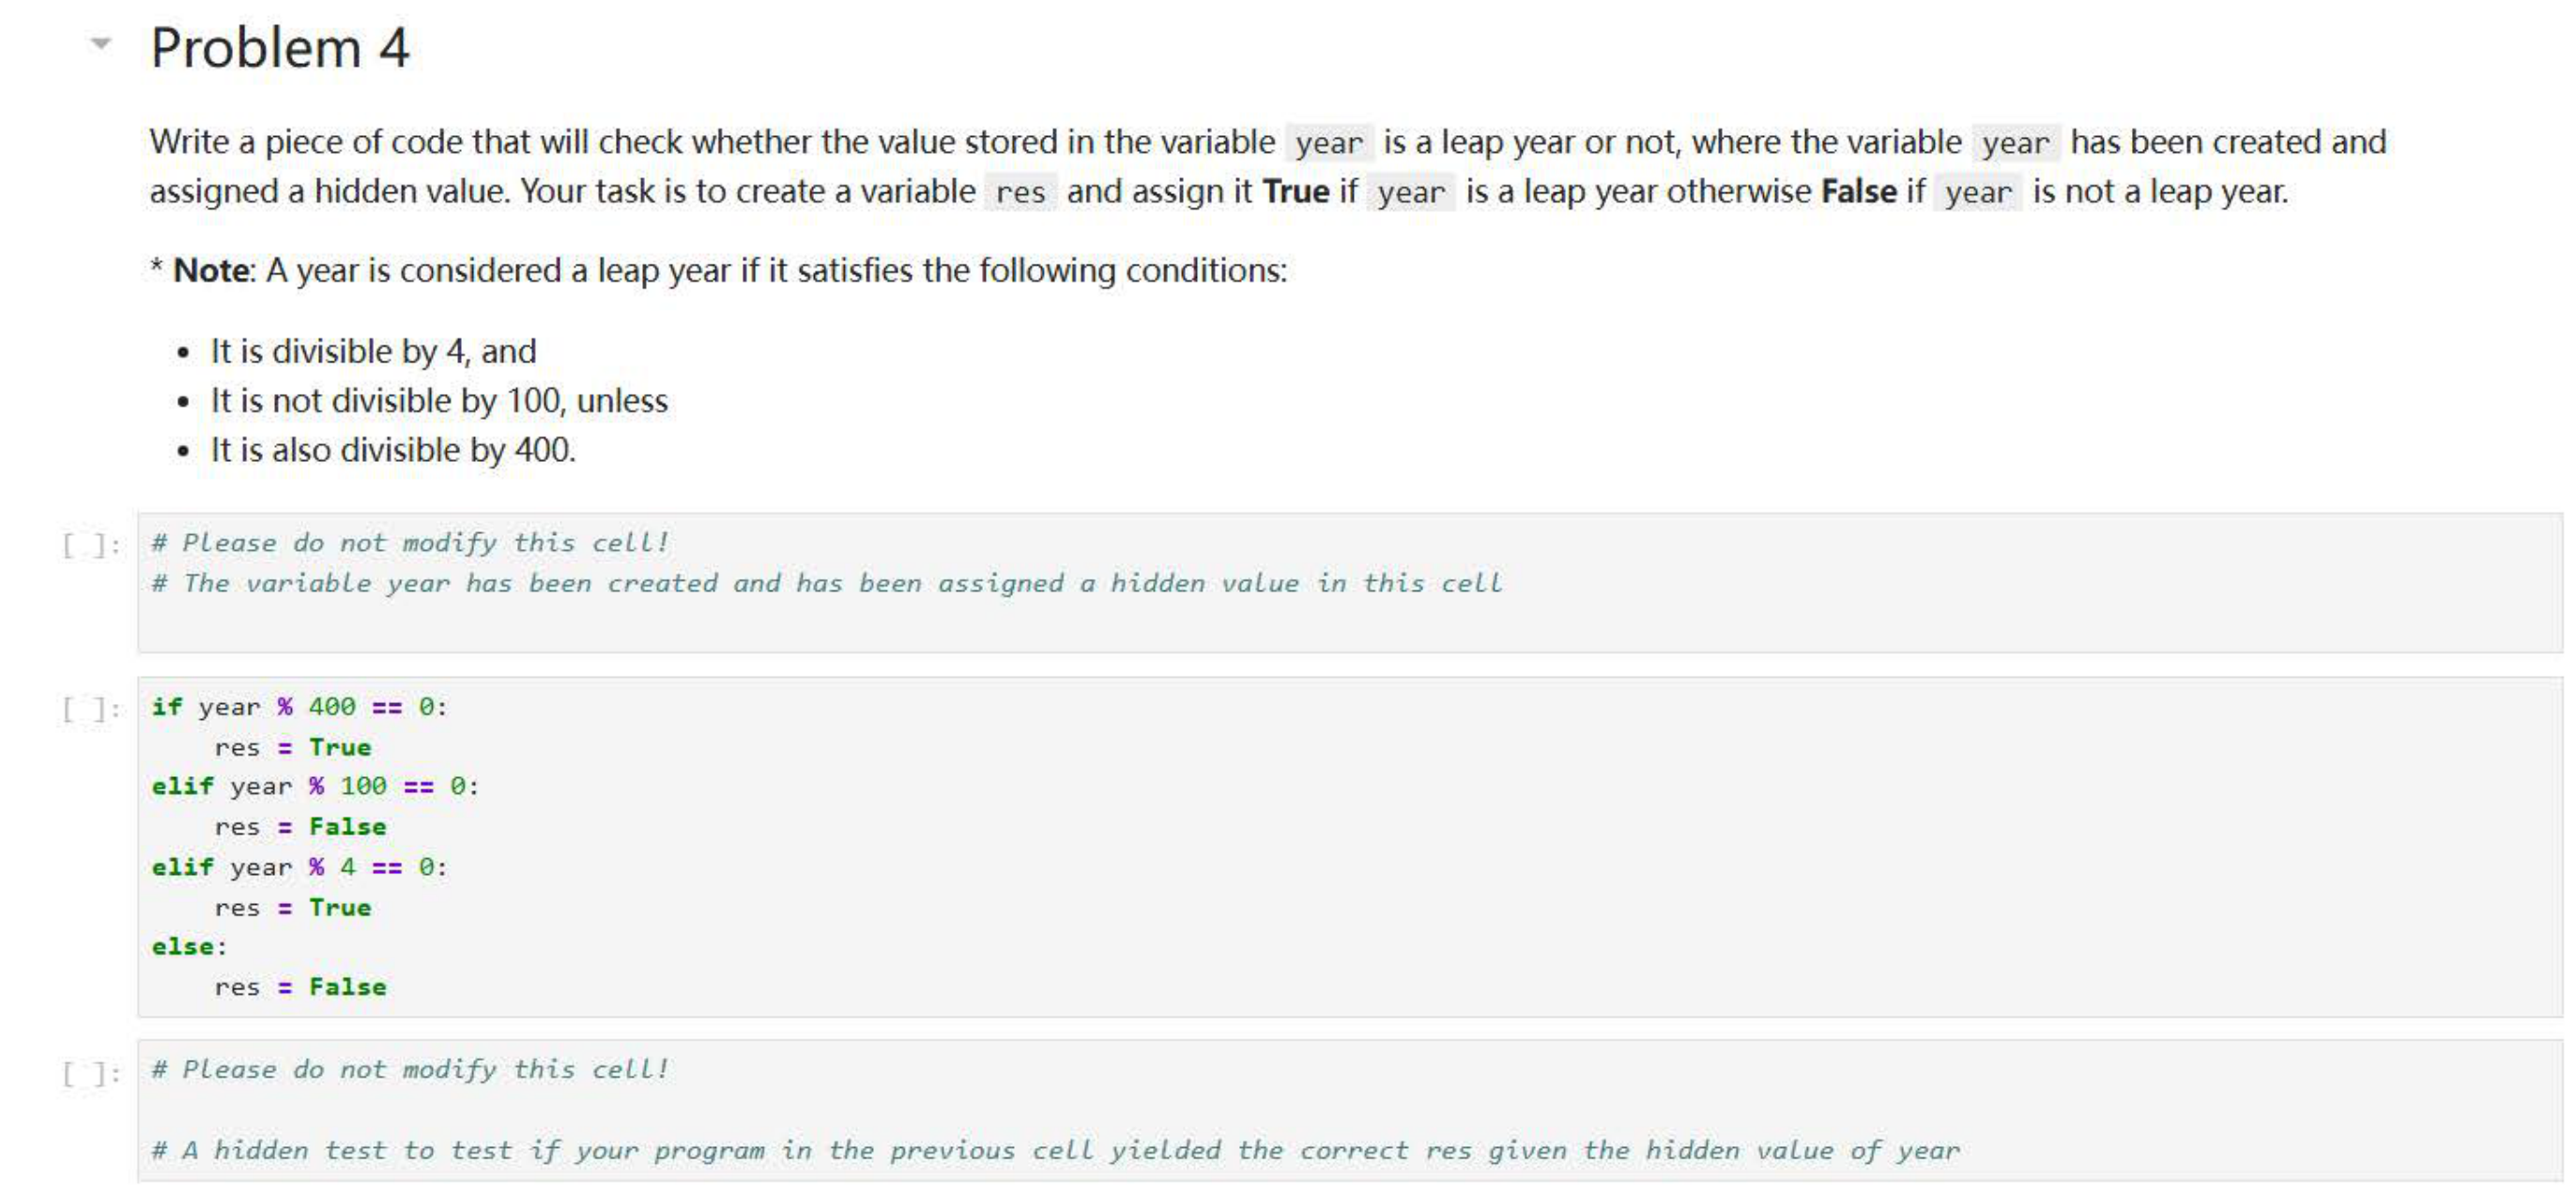 Problem 4
Write a piece of code that will check whether the value stored in the variable year is a leap year or not, where the variable year has been created and
assigned a hidden value. Your task is to create a variable res and assign it True if year is a leap year otherwise False if year is not a leap year.
* Note: A year is considered a leap year if it satisfies the following conditions:
• It is divisible by 4, and
• It is not divisible by 100, unless
• It is also divisible by 400.
[ ]: # Please do not modify this cell!
# The variable year has been created and has been assigned a hidden value in this cell
[ ]: if year % 400 == 0:
    res = True
elif year % 100 == 0:
    res = False
elif year % 4 == 0:
    res = True
else:
    res = False
[ ]: # Please do not modify this cell!
# A hidden test to test if your program in the previous cell yielded the correct res given the hidden value of year